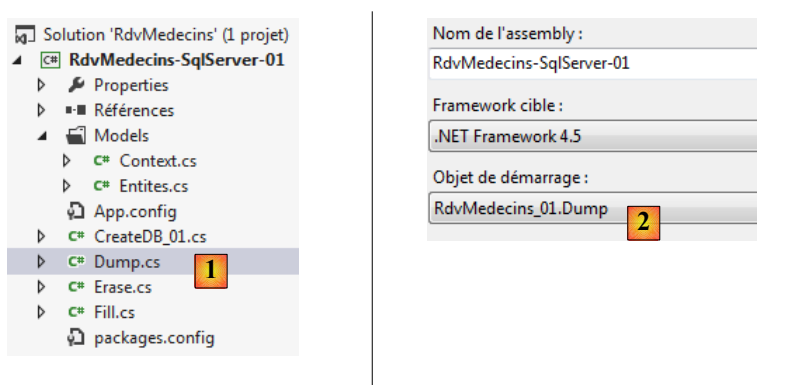 Solution 'RdvMedecins' (1 projet)
C# RdvMedecins-SqlServer-01
Properties
Références
Models
C# Context.cs
C# Entites.cs
App.config
C# CreateDB_01.cs
C# Dump.cs
1
C# Erase.cs
C# Fill.cs
packages.config
Nom de l'assembly :
RdvMedecins-SqlServer-01
Framework cible :
.NET Framework 4.5
Objet de démarrage :
RdvMedecins_01.Dump
2